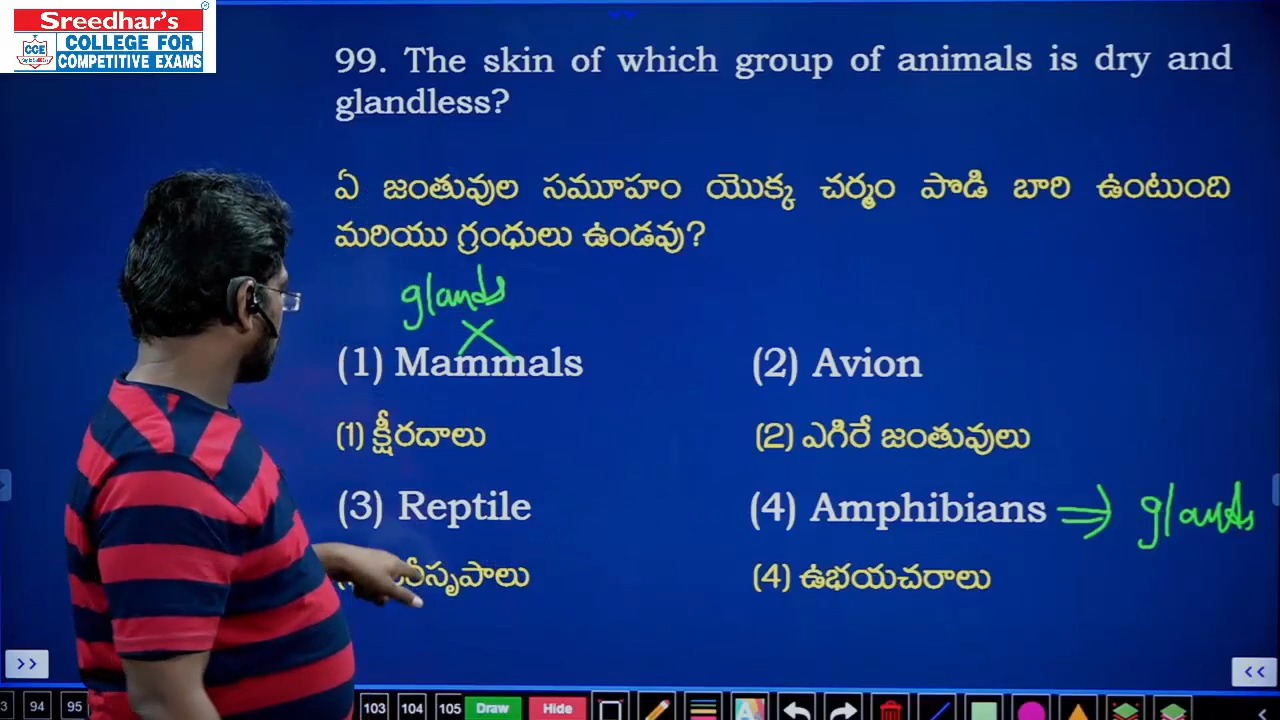 Sreedhar's
CCE
COLLEGE FOR
COMPETITIVE EXAMS
99. The skin of which group of animals is dry and
glandless?
ఏ జంతువుల సమూహం యొక్క చర్మం పొడి బారి ఉంటుంది
మరియు గ్రంధులు ఉండవు?
glands
(1) Mammals
(2) Avion
(1) క్షీరదాలు
(2) ఎగిరే జంతువులు
(3) Reptile
(4) Amphibians ⇒ glands
(4) ఉభయచరాలు
>>
<<
3 94 95 103 104 105 Draw Hide